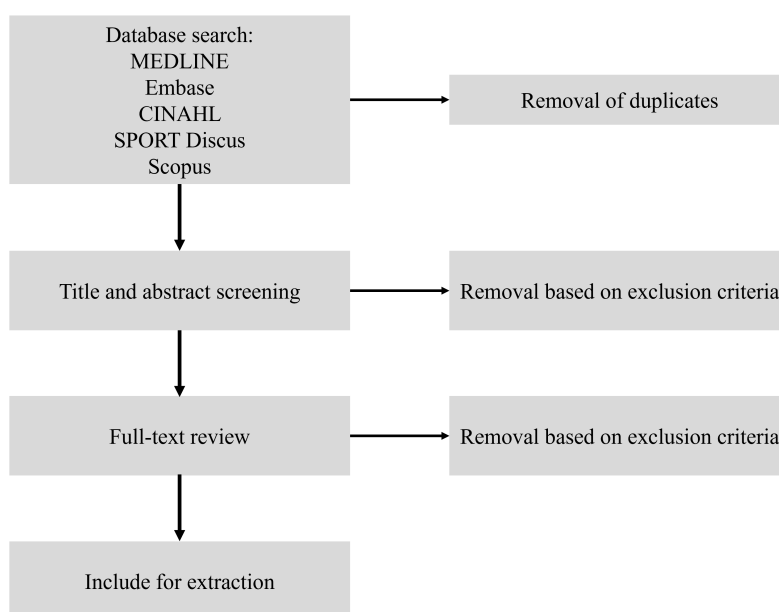 Database search:
MEDLINE
Embase
CINAHL
SPORT Discus
Scopus
Removal of duplicates
Title and abstract screening
Removal based on exclusion criteria
Full-text review
Removal based on exclusion criteria
Include for extraction